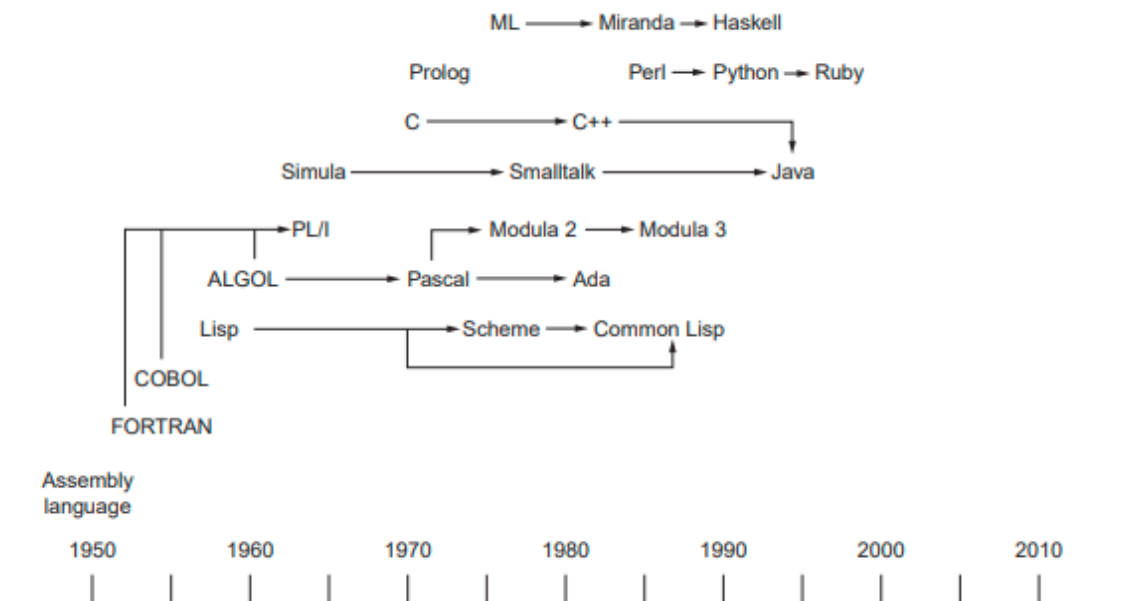 ML Miranda Haskell
Prolog Perl Python Ruby
C C++
Simula Smalltalk Java
PL/I Modula 2 Modula 3
ALGOL Pascal Ada
Lisp Scheme Common Lisp
COBOL
FORTRAN
Assembly
language
1950 1960 1970 1980 1990 2000 2010